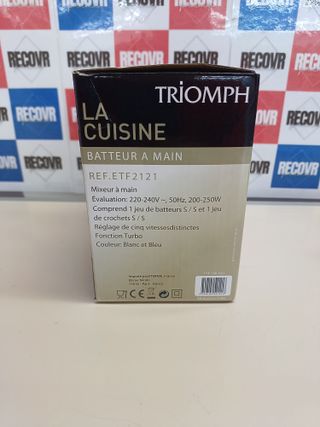 RECOVR
RECOVR
RECOVR
RECOVR
RECOVR
RECOVR
RECOVR
RECOVR
TRIOMPH
LA
CUISINE
BATTEUR A MAIN
REF.ETF2121
Mixeur à main
Évaluation: 220-240V ~, 50Hz, 200-250W
Comprend 1 jeu de batteurs S / S et 1 jeu
de crochets S / S
Réglage de cinq vitessesdistinctes
Fonction Turbo
Couleur: Blanc et Bleu
CE